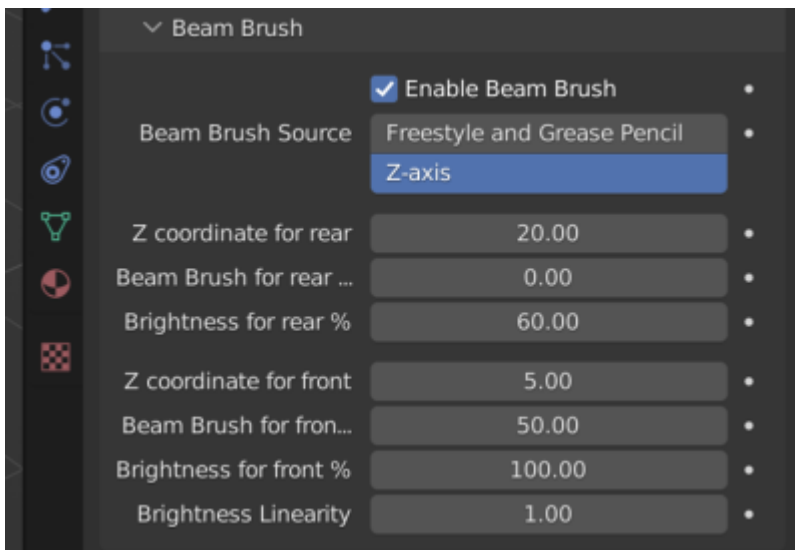 Beam Brush
Enable Beam Brush
Beam Brush Source Freestyle and Grease Pencil
Z-axis
Z coordinate for rear 20.00
Beam Brush for rear ... 0.00
Brightness for rear % 60.00
Z coordinate for front 5.00
Beam Brush for fron... 50.00
Brightness for front % 100.00
Brightness Linearity 1.00